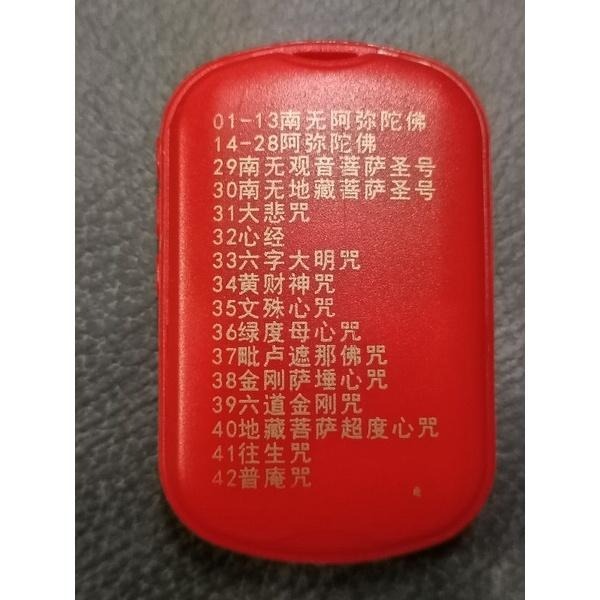 01-13南无阿弥陀佛
14-28阿弥陀佛
29南无观音菩萨圣号
30南无地藏菩萨圣号
31大悲咒
32心经
33六字大明咒
34黄财神咒
35文殊心咒
36绿度母心咒
37毗卢遮那佛咒
38金刚萨埵心咒
39六道金刚咒
40地藏菩萨超度心咒
41往生咒
42普庵咒